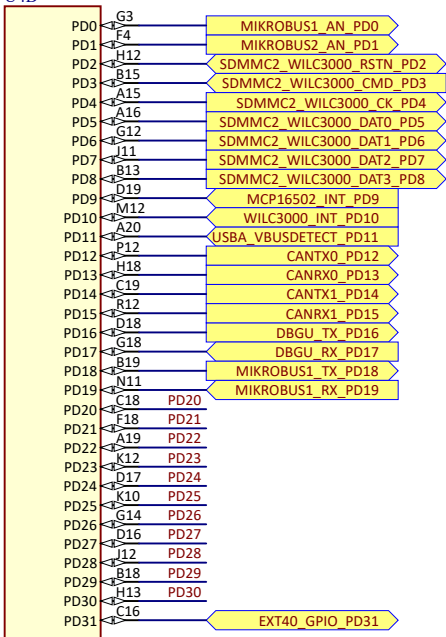 PD0 G3 MIKROBUS1_AN_PD0
PD1 F4 MIKROBUS2_AN_PD1
PD2 H12 SDMMC2_WILC3000_RSTN_PD2
PD3 B15 SDMMC2_WILC3000_CMD_PD3
PD4 A15 SDMMC2_WILC3000_CK_PD4
PD5 A16 SDMMC2_WILC3000_DAT0_PD5
PD6 G12 SDMMC2_WILC3000_DAT1_PD6
PD7 J11 SDMMC2_WILC3000_DAT2_PD7
PD8 B13 SDMMC2_WILC3000_DAT3_PD8
PD9 D19 MCP16502_INT_PD9
PD10 M12 WILC3000_INT_PD10
PD11 A20 USBA_VBUSDETECT_PD11
PD12 P12 CANTX0_PD12
PD13 H18 CANRX0_PD13
PD14 C19 CANTX1_PD14
PD15 R12 CANRX1_PD15
PD16 D18 DBGU_TX_PD16
PD17 G18 DBGU_RX_PD17
PD18 B19 MIKROBUS1_TX_PD18
PD19 N11 MIKROBUS1_RX_PD19
PD20 C18 PD20
PD21 F18 PD21
PD22 A19 PD22
PD23 K12 PD23
PD24 D17 PD24
PD25 K10 PD25
PD26 G14 PD26
PD27 D16 PD27
PD28 J12 PD28
PD29 B18 PD29
PD30 H13 PD30
PD31 C16 EXT40_GPIO_PD31